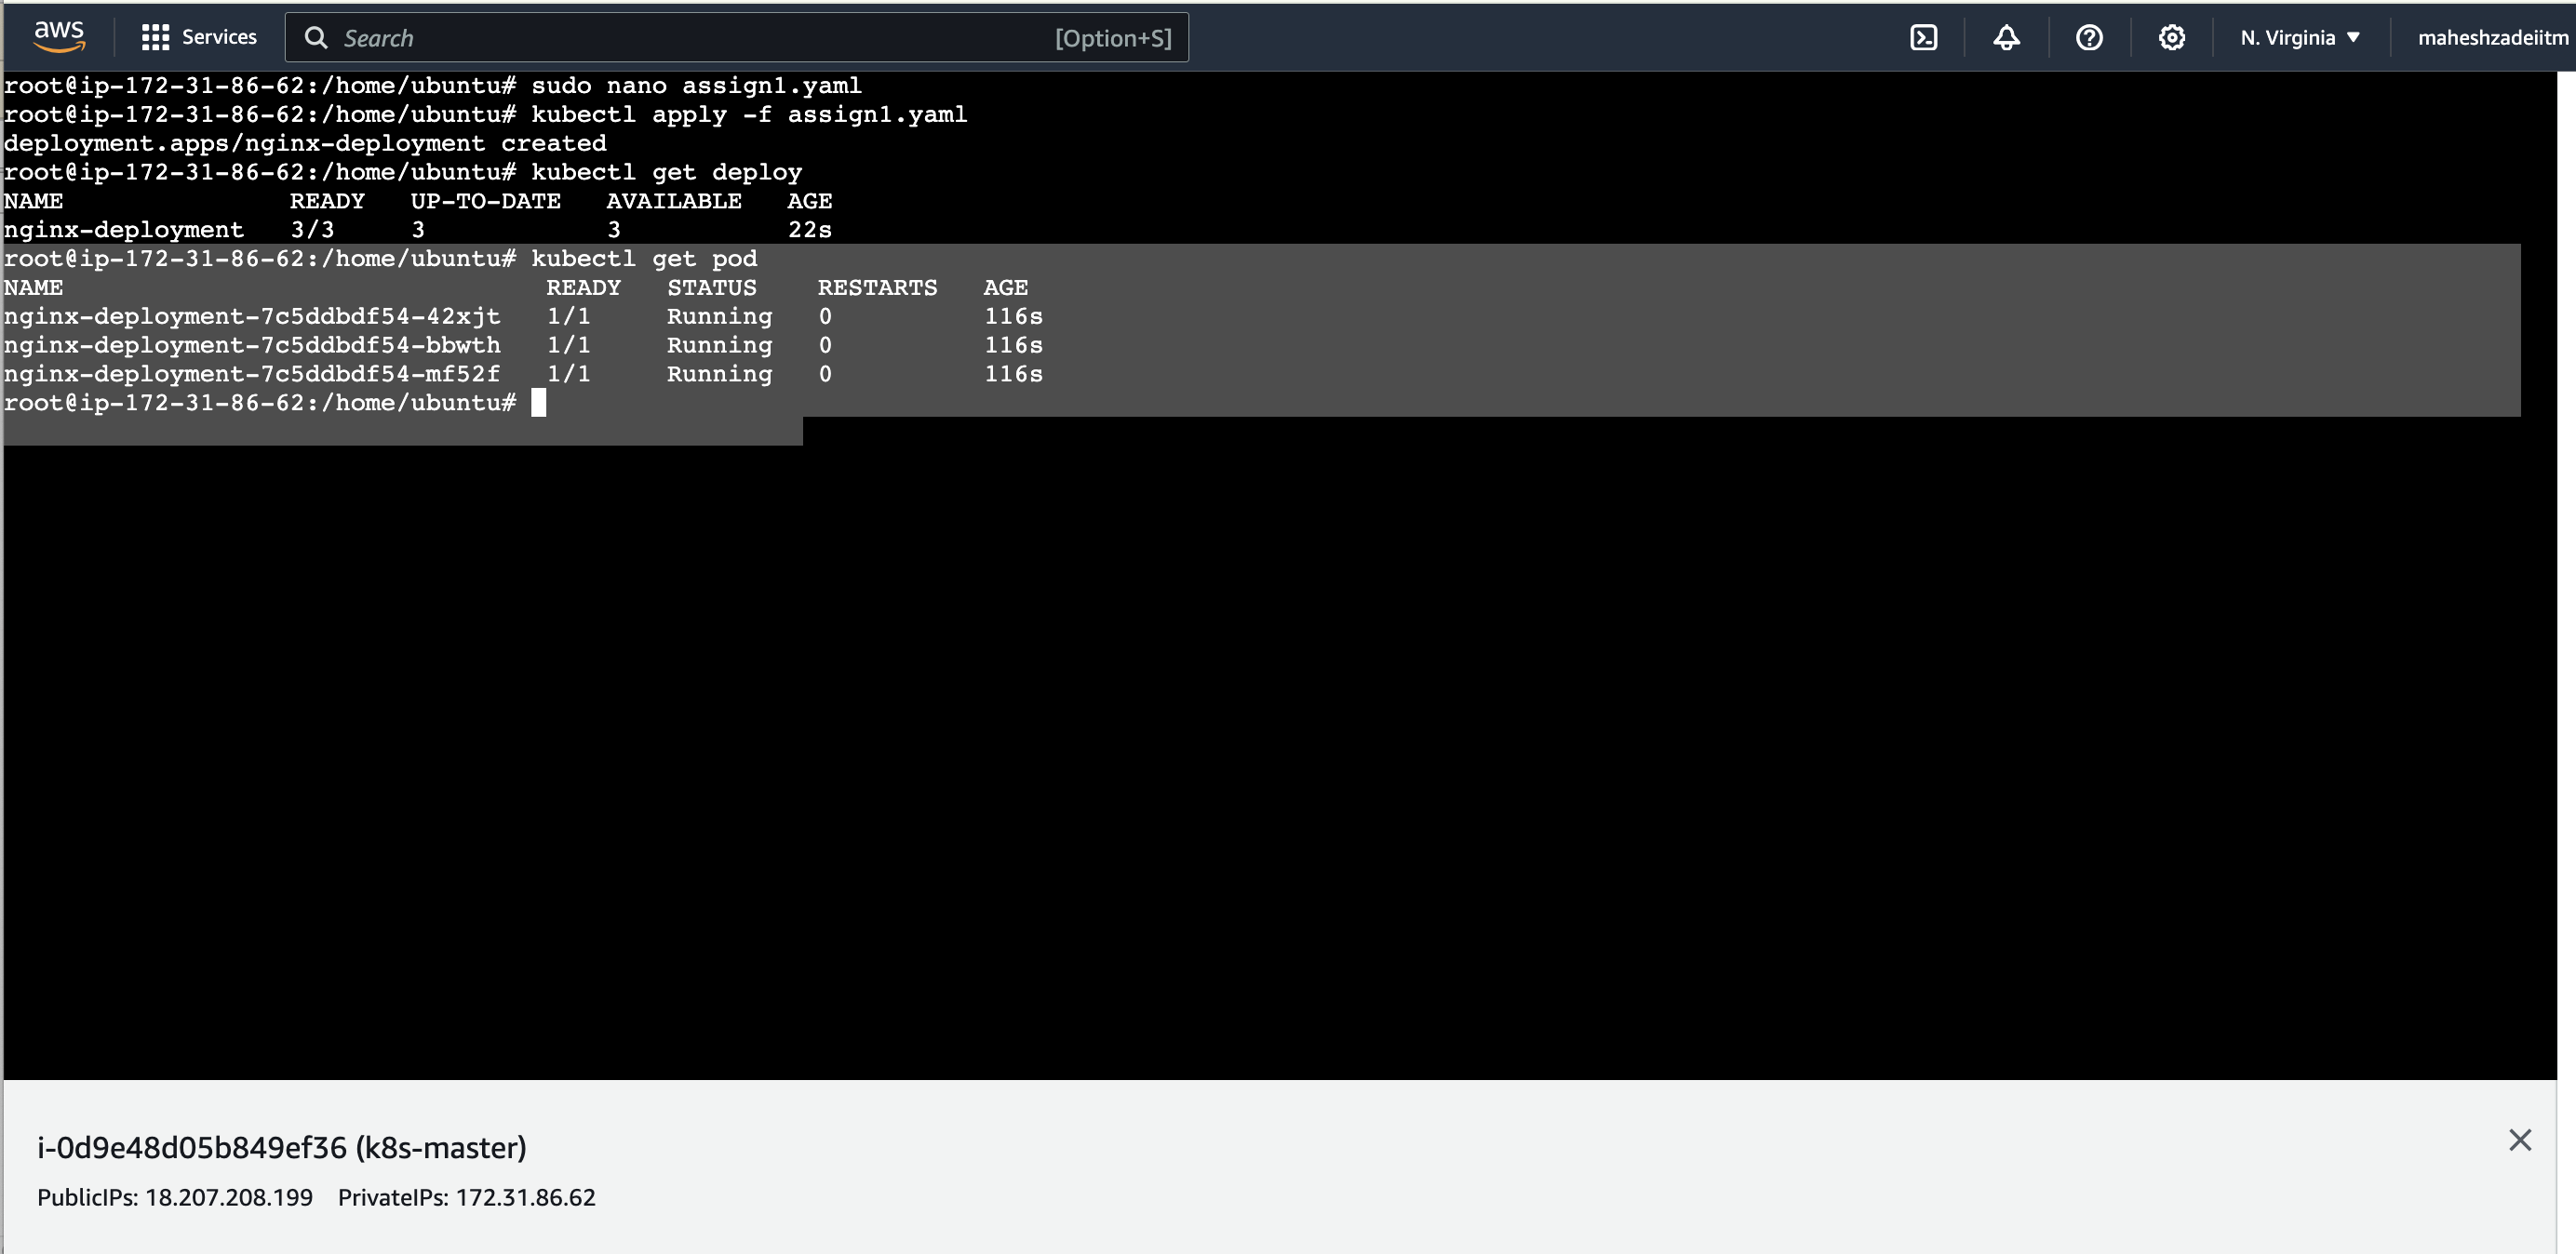 aws Services Search [Option+S] N. Virginia maheshzadeiitm
root@ip-172-31-86-62:/home/ubuntu# sudo nano assign1.yaml
root@ip-172-31-86-62:/home/ubuntu# kubectl apply -f assign1.yaml
deployment.apps/nginx-deployment created
root@ip-172-31-86-62:/home/ubuntu# kubectl get deploy
NAME READY UP-TO-DATE AVAILABLE AGE
nginx-deployment 3/3 3 3 22s
root@ip-172-31-86-62:/home/ubuntu# kubectl get pod
NAME READY STATUS RESTARTS AGE
nginx-deployment-7c5ddbdf54-42xjt 1/1 Running 0 116s
nginx-deployment-7c5ddbdf54-bbwth 1/1 Running 0 116s
nginx-deployment-7c5ddbdf54-mf52f 1/1 Running 0 116s
root@ip-172-31-86-62:/home/ubuntu#
i-0d9e48d05b849ef36 (k8s-master)
PublicIPs: 18.207.208.199 PrivateIPs: 172.31.86.62